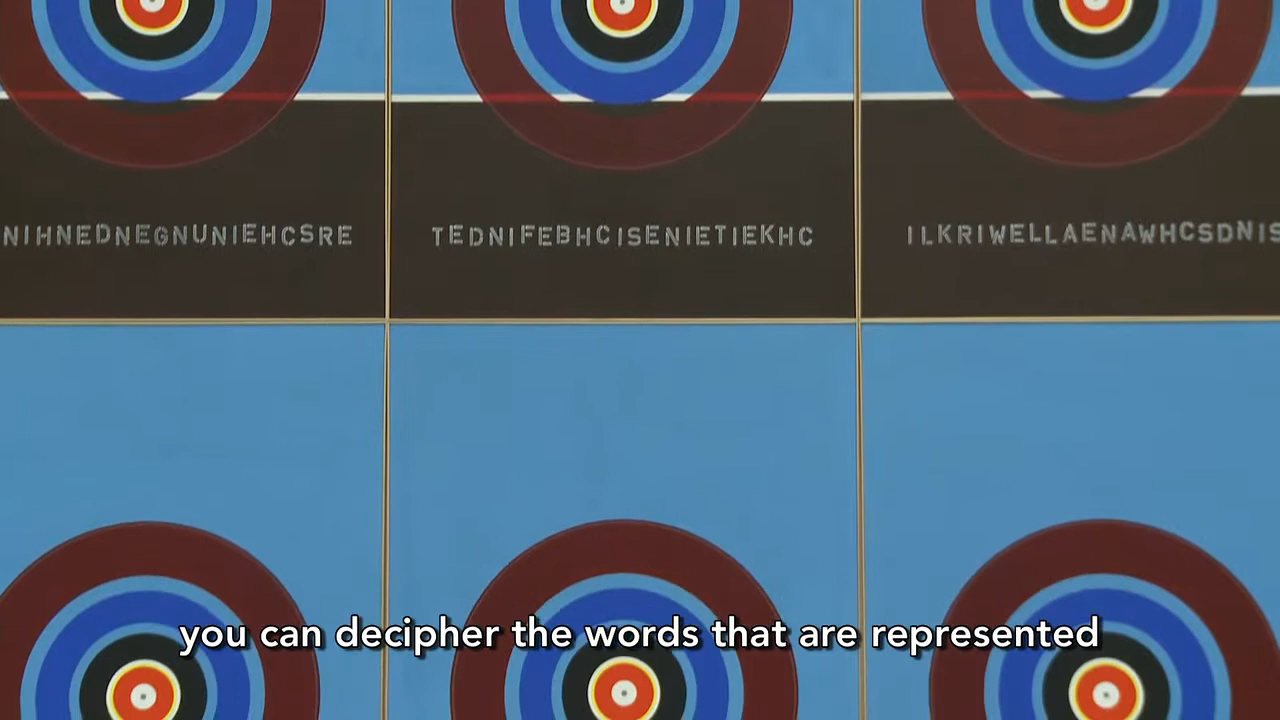 NIHNEDNEGNUNIEHCSRE
TEDNIFEBHCISENIETIEKHC
ILKRIWELLAENAWHCSDNIS
you can decipher the words that are represented